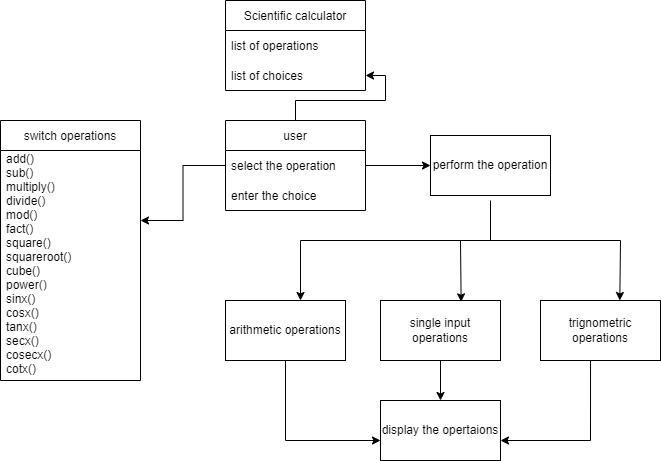 Scientific calculator
list of operations
list of choices
switch operations
add()
sub()
multiply()
divide()
mod()
fact()
square()
squareroot()
cube()
power()
sinx()
cosx()
tanx()
secx()
cosecx()
cotx()
user
select the operation
enter the choice
perform the operation
arithmetic operations
single input
operations
trignometric
operations
display the opertaions